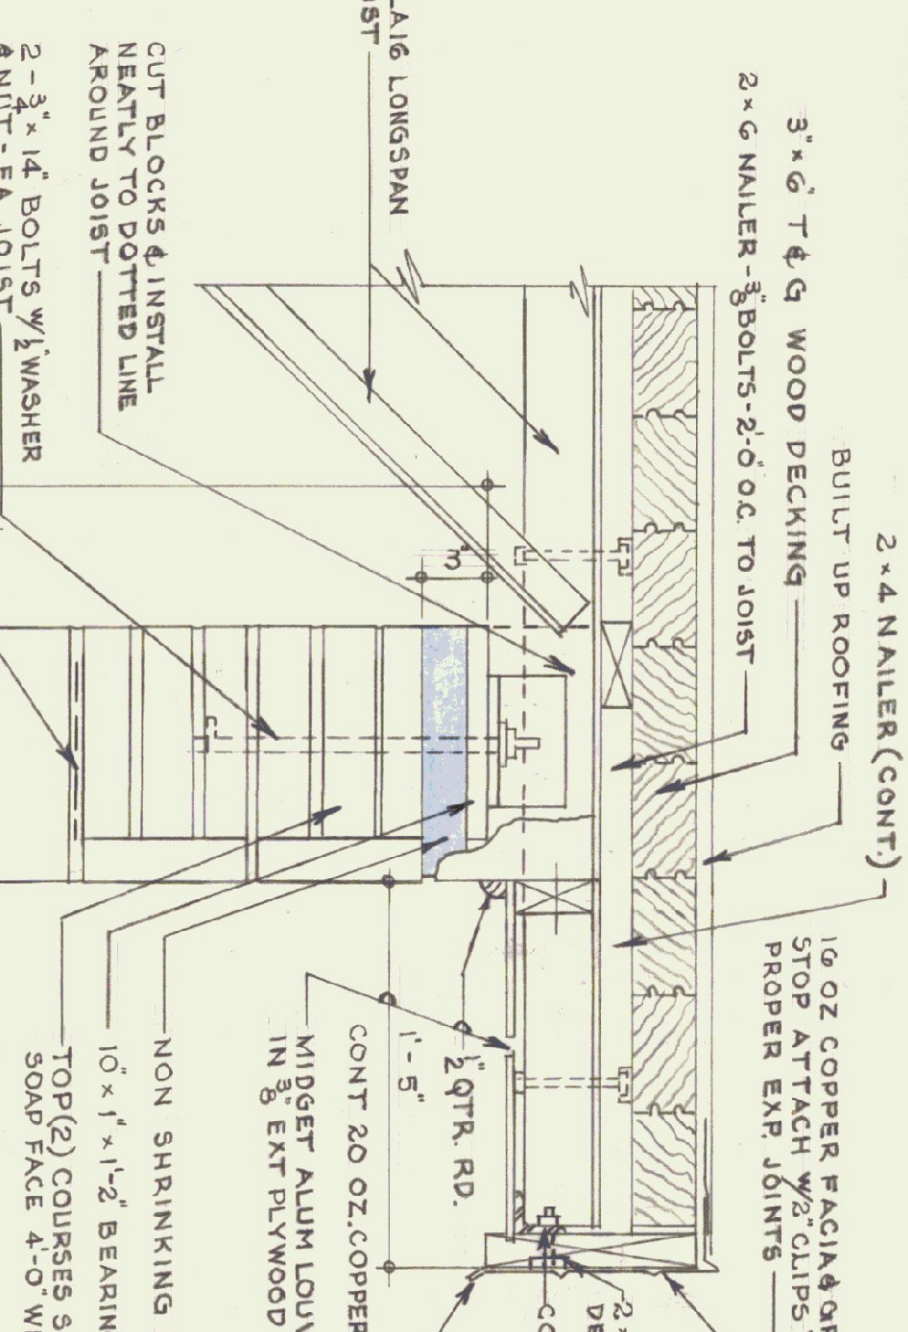 2×4 NAILER (CONT.)
BUILT UP ROOFING
3"×6" T & G WOOD DECKING
2×6 NAILER - 3/8" BOLTS - 2'-0" O.C. TO JOIST
LA16 LONGSPAN
CUT BLOCKS & INSTALL
NEATLY TO DOTTED LINE
AROUND JOIST
2 - 3/4" × 14" BOLTS W/ 1/2" WASHER
& NUT - EA. JOIST
3"
16 OZ COPPER FACIA &
STOP ATTACH W/2" CLIPS
PROPER EXP. JOINTS
1/2" QTR. RD.
1'-5"
CONT 20 OZ. COPPER
MIDGET ALUM LOUV
IN 3/8" EXT PLYWOOD
NON SHRINKING
10" × 1" × 1'-2" BEARIN
TOP (2) COURSES S
SOAP FACE 4'-0" W